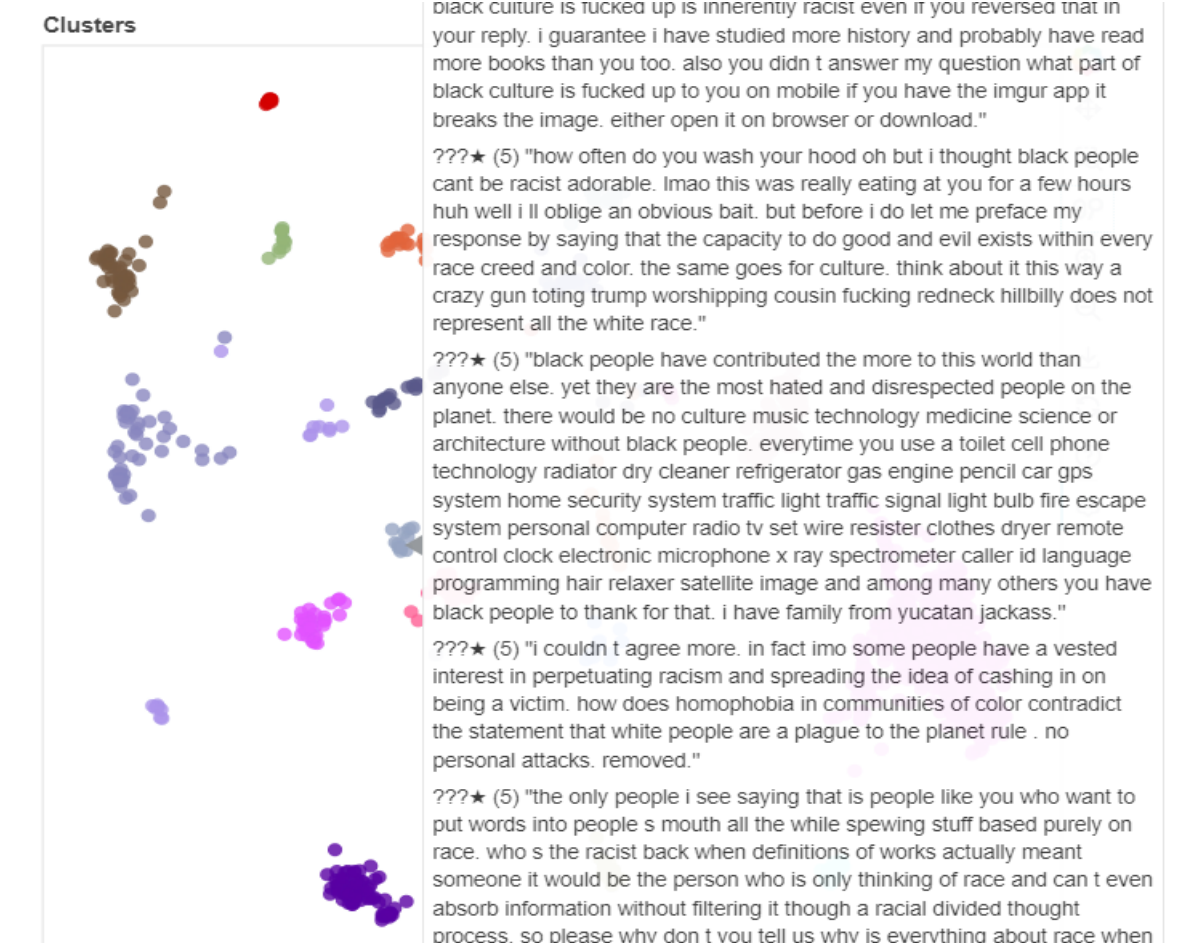 Clusters
black culture is fucked up is innerently racist even if you reversed that in
your reply. i guarantee i have studied more history and probably have read
more books than you too. also you didn t answer my question what part of
black culture is fucked up to you on mobile if you have the imgur app it
breaks the image. either open it on browser or download."
???★ (5) "how often do you wash your hood oh but i thought black people
cant be racist adorable. lmao this was really eating at you for a few hours
huh well i ll oblige an obvious bait. but before i do let me preface my
response by saying that the capacity to do good and evil exists within every
race creed and color. the same goes for culture. think about it this way a
crazy gun toting trump worshipping cousin fucking redneck hillbilly does not
represent all the white race."
???★ (5) "black people have contributed the more to this world than
anyone else. yet they are the most hated and disrespected people on the
planet. there would be no culture music technology medicine science or
architecture without black people. everytime you use a toilet cell phone
technology radiator dry cleaner refrigerator gas engine pencil car gps
system home security system traffic light traffic signal light bulb fire escape
system personal computer radio tv set wire resister clothes dryer remote
control clock electronic microphone x ray spectrometer caller id language
programming hair relaxer satellite image and among many others you have
black people to thank for that. i have family from yucatan jackass."
???★ (5) "i couldn t agree more. in fact imo some people have a vested
interest in perpetuating racism and spreading the idea of cashing in on
being a victim. how does homophobia in communities of color contradict
the statement that white people are a plague to the planet rule . no
personal attacks. removed."
???★ (5) "the only people i see saying that is people like you who want to
put words into people s mouth all the while spewing stuff based purely on
race. who s the racist back when definitions of works actually meant
someone it would be the person who is only thinking of race and can t even
absorb information without filtering it though a racial divided thought
process. so please why don t you tell us why is everything about race when